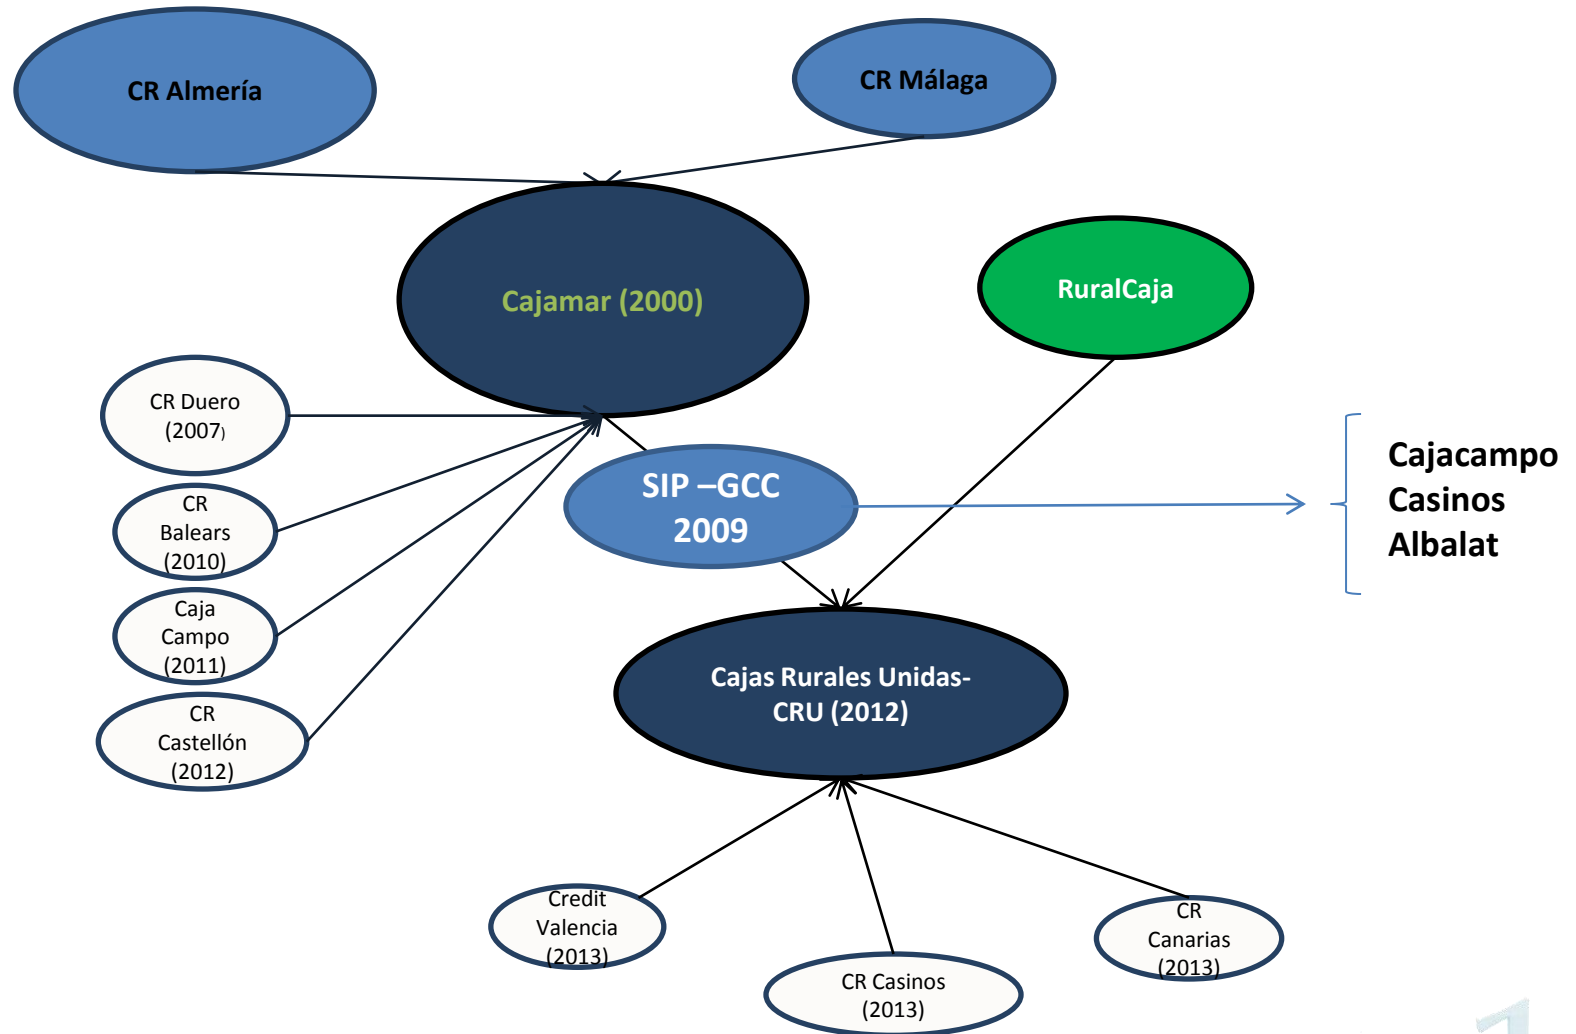 CR Almería
CR Málaga
Cajamar (2000)
RuralCaja
CR Duero
(2007)
CR
Balears
(2010)
Caja
Campo
(2011)
CR
Castellón
(2012)
SIP –GCC
2009
Cajacampo
Casinos
Albalat
Cajas Rurales Unidas-
CRU (2012)
Credit
Valencia
(2013)
CR Casinos
(2013)
CR
Canarias
(2013)